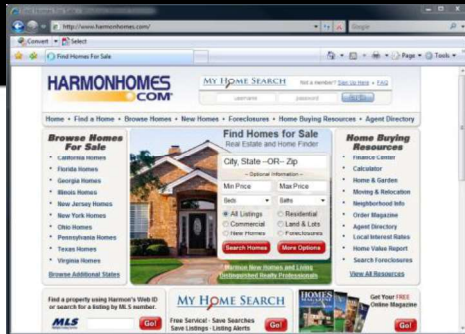 http://www.harmonhomes.com/
Google
Convert
Select
Find Homes For Sale
Page
Tools
HARMONHOMES
COM
MY HOME SEARCH
Not a member? Sign Up Here • FAQ
username
password
Home • Find a Home • Browse Homes • New Homes • Foreclosures • Home Buying Resources • Agent Directory
Browse Homes
For Sale
California Homes
Florida Homes
Georgia Homes
Illinois Homes
New Jersey Homes
New York Homes
Ohio Homes
Pennsylvania Homes
Texas Homes
Virginia Homes
Browse Additional States
Find Homes for Sale
Real Estate and Home Finder
City, State --OR-- Zip
-- Optional Information --
Min Price
Max Price
Beds
Baths
All Listings
Residential
Commercial
Land & Lots
New Homes
Foreclosures
Search Homes
More Options
Harmon New Homes and Living
Distinguished Realty Professionals
Home Buying
Resources
Finance Center
Calculator
Home & Garden
Moving & Relocation
Neighborhood Info
Order Magazine
Agent Directory
Local Interest Rates
Home Value Report
Search Foreclosures
View All Resources
Find a property using Harmon's Web ID
or search for a listing by MLS number.
MLS
Go!
MY HOME SEARCH
Free Service! - Save Searches
Save Listings - Listing Alerts
Go!
HOMES
Get Your FREE
Online Magazine
Go!